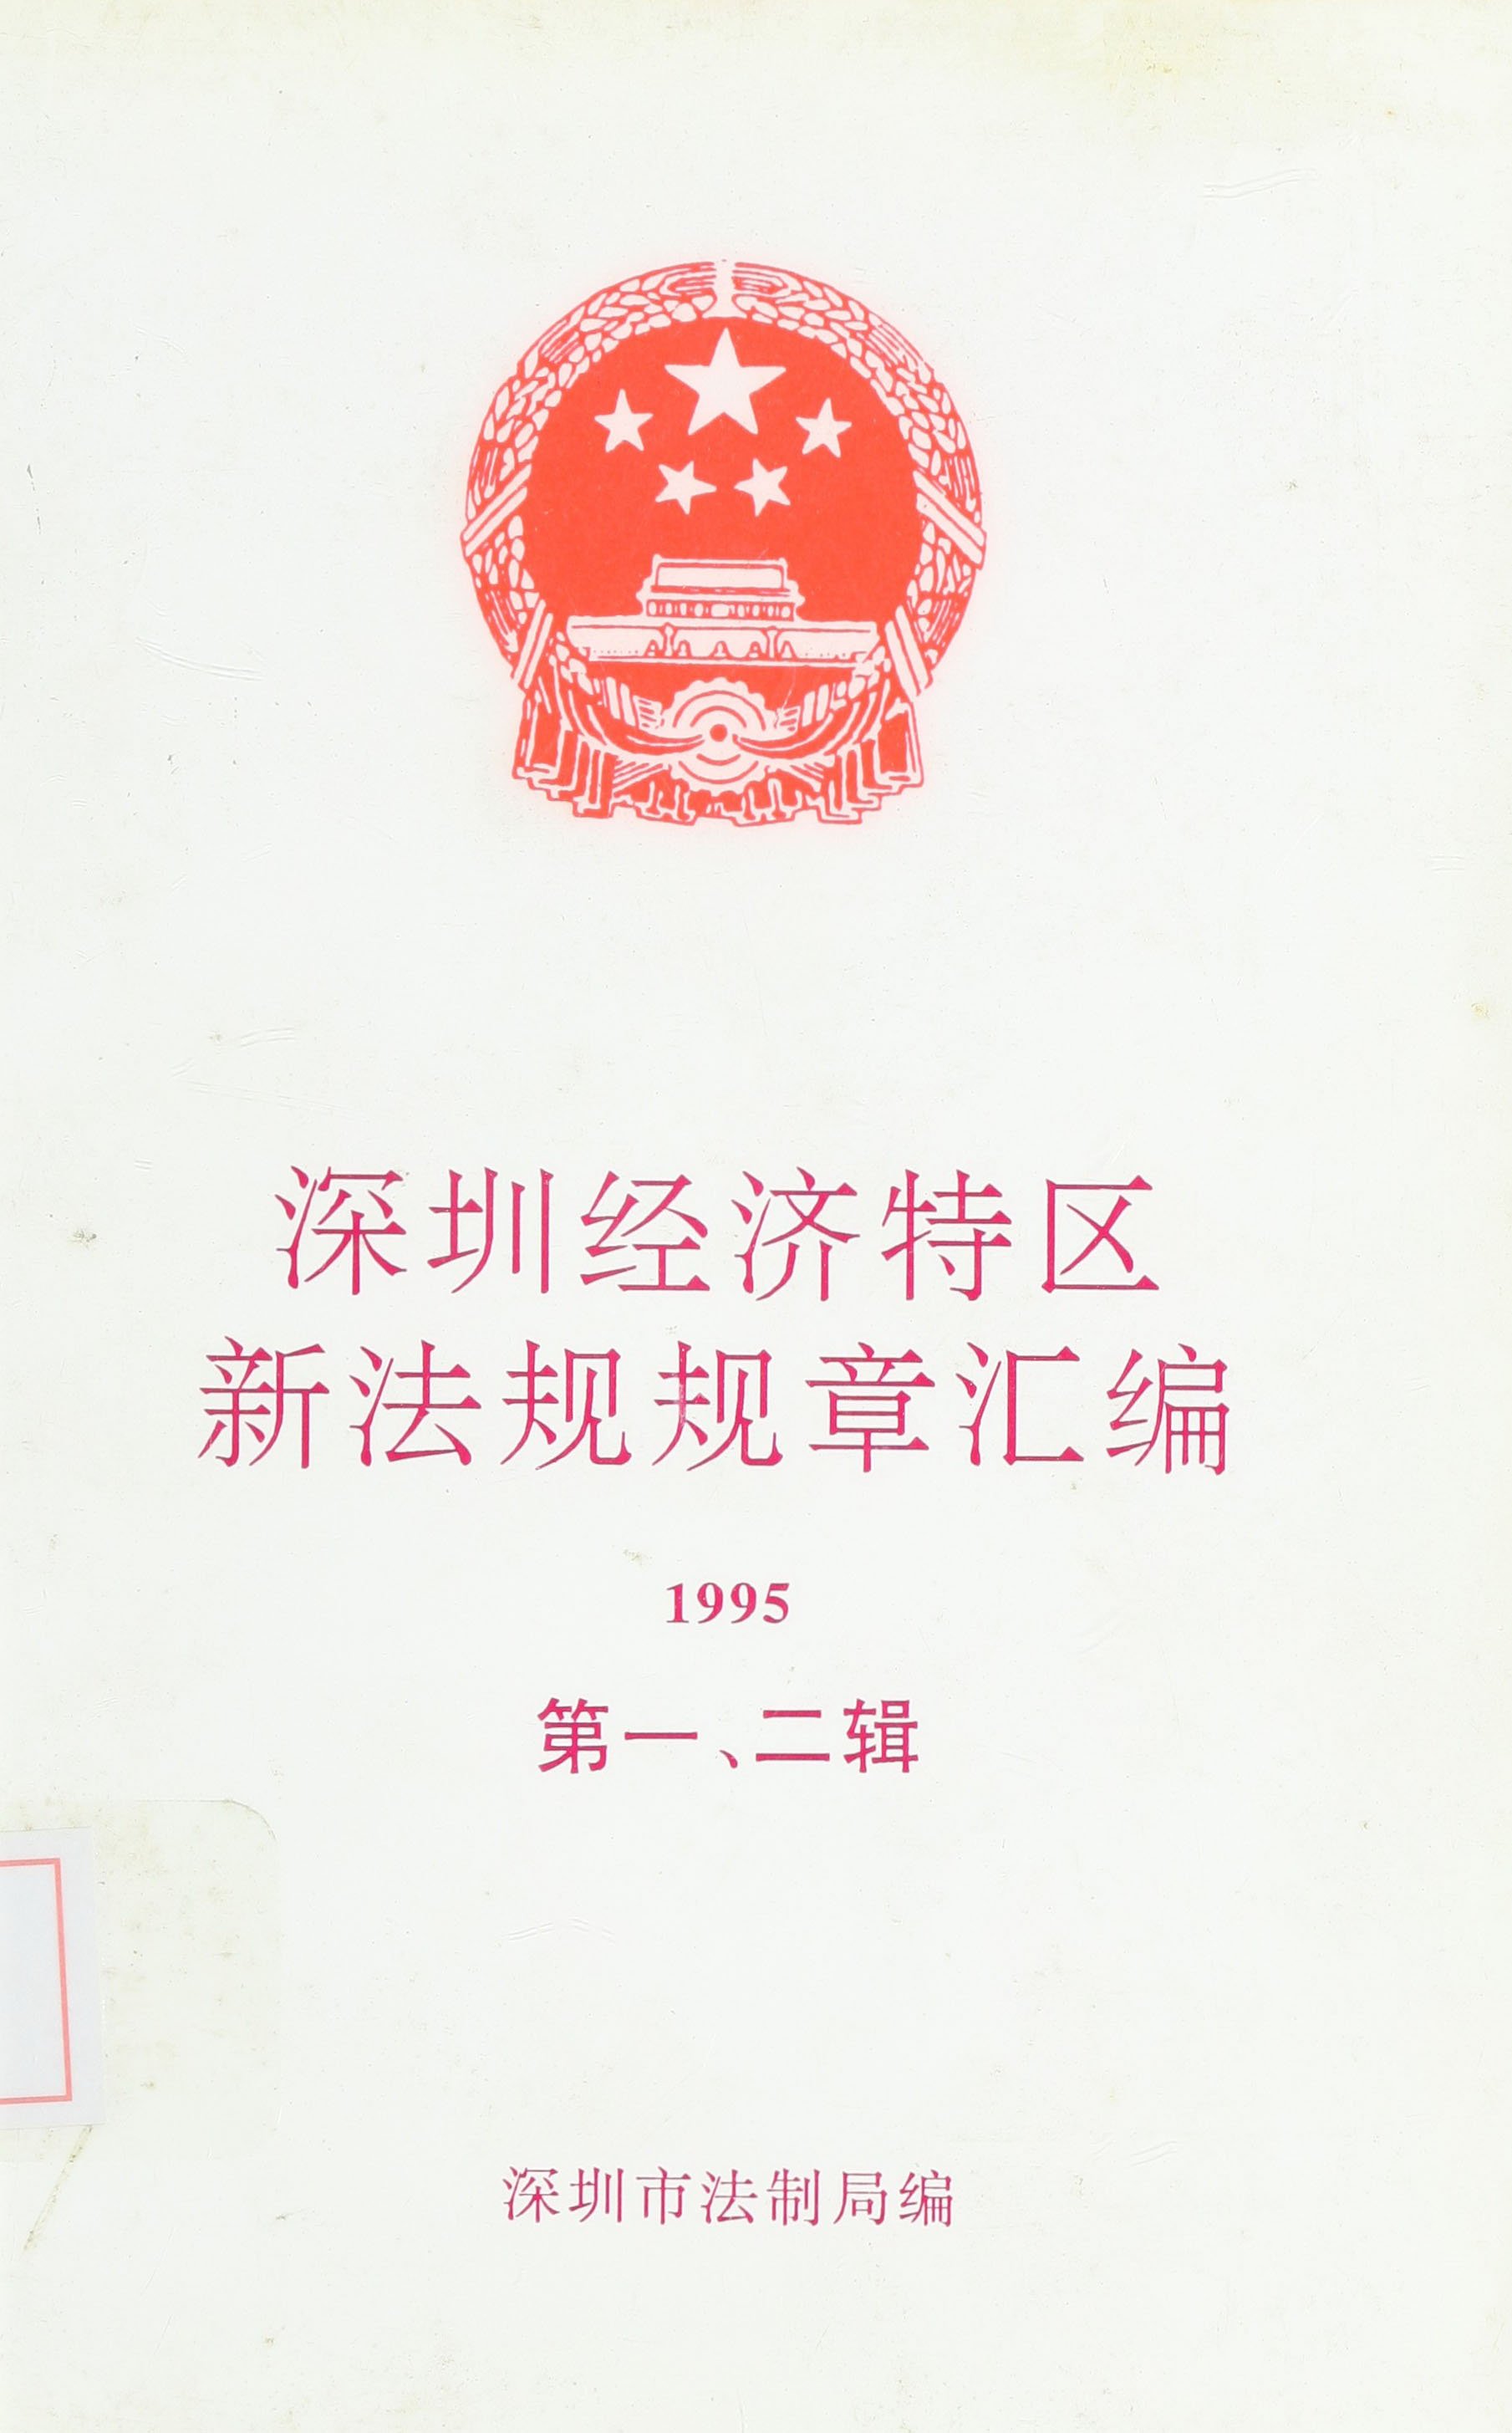 深圳经济特区
新法规规章汇编
1995
第一、二辑
深圳市法制局编